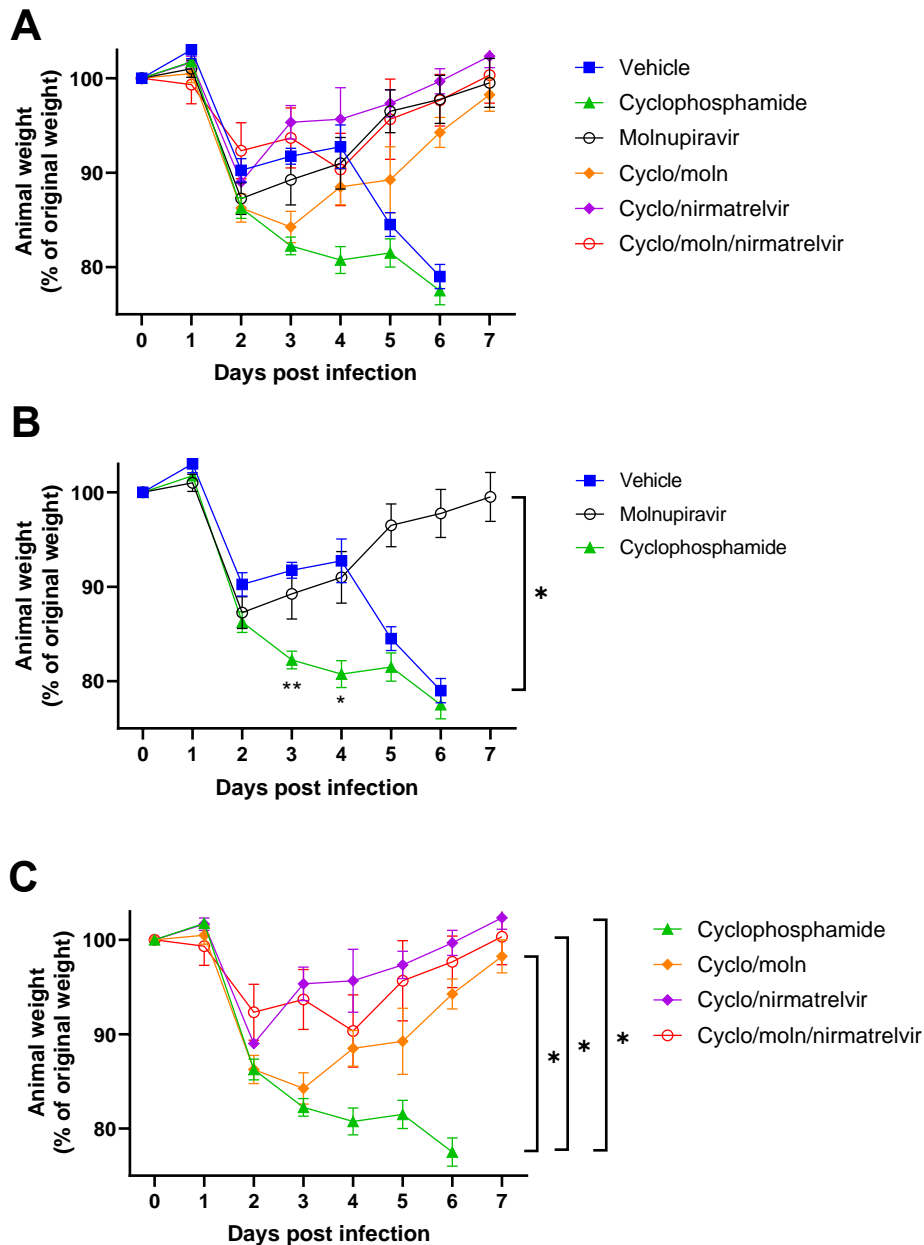 A
Animal weight
(% of original weight)
100
90
80
0 1 2 3 4 5 6 7
Days post infection
Vehicle
Cyclophosphamide
Molnupiravir
Cyclo/moln
Cyclo/nirmatrelvir
Cyclo/moln/nirmatrelvir
B
Animal weight
(% of original weight)
100
90
80
**
*
*
0 1 2 3 4 5 6 7
Days post infection
Vehicle
Molnupiravir
Cyclophosphamide
C
Animal weight
(% of original weight)
100
90
80
0 1 2 3 4 5 6 7
Days post infection
* * *
Cyclophosphamide
Cyclo/moln
Cyclo/nirmatrelvir
Cyclo/moln/nirmatrelvir